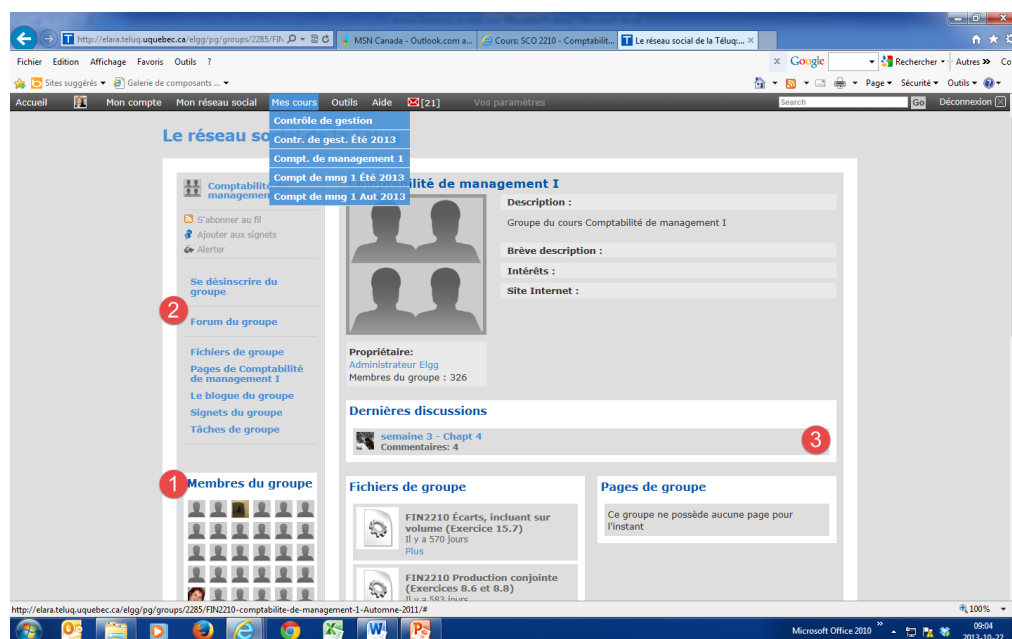 http://elara.teluq.uquebec.ca/elgg/pg/groups/2285/FIN
MSN Canada - Outlook.com a...
Cours: SCO 2210 - Comptabilit...
Le réseau social de la Téluq:...
Fichier Edition Affichage Favoris Outils ?
x Google Rechercher Autres » Co
Sites suggérés Galerie de composants ...
Page Sécurité Outils
Accueil Mon compte Mon réseau social Mes cours Outils Aide [21] Vos paramètres Search Go Déconnexion
Contrôle de gestion
Contr. de gest. Été 2013
Compt. de management 1
Compt de mng 1 Été 2013
Compt de mng 1 Aut 2013
Le réseau so
Comptabilité
managemen
S'abonner au fil
Ajouter aux signets
Alerter
Se désinscrire du
groupe
2
Forum du groupe
Fichiers de groupe
Pages de Comptabilité
de management I
Le blogue du groupe
Signets du groupe
Tâches de groupe
1
Membres du groupe
ilité de management I
Description :
Groupe du cours Comptabilité de management I
Brève description :
Intérêts :
Site Internet :
Propriétaire:
Administrateur Elgg
Membres du groupe : 326
Dernières discussions
semaine 3 - Chapt 4
Commentaires: 4
3
Fichiers de groupe
FIN2210 Écarts, incluant sur
volume (Exercice 15.7)
Il y a 570 jours
Plus
FIN2210 Production conjointe
(Exercices 8.6 et
8.8)
Il y a 583 jours
Pages de groupe
Ce groupe ne possède aucune page pour
l'instant
http://elara.teluq.uquebec.ca/elgg/pg/groups/2285/FIN2210-comptabilite-de-management-1-Automne-2011/#
100%
Microsoft Office 2010 »
09:04
2013-10-22